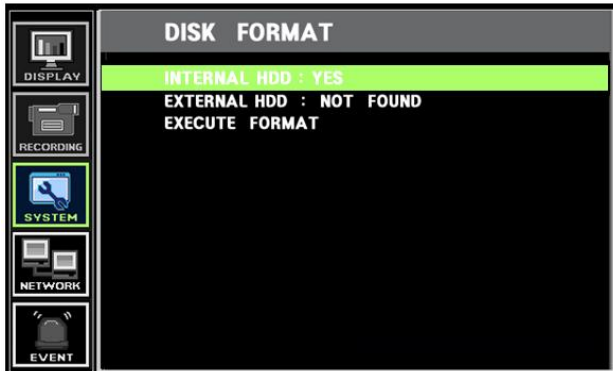 DISK FORMAT
DISPLAY
INTERNAL HDD : YES
EXTERNAL HDD : NOT FOUND
EXECUTE FORMAT
RECORDING
SYSTEM
NETWORK
EVENT